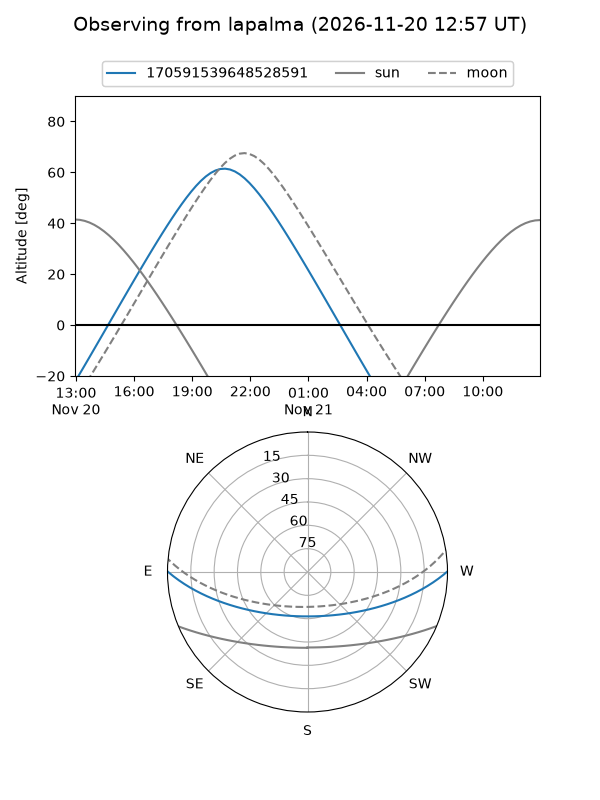 Observing from lapalma (2026-11-20 12:57 UT)
170591539648528591 sun moon
Altitude [deg]
80
60
40
20
0
−20
13:00 16:00 19:00 22:00 01:00 04:00 07:00 10:00
Nov 20 Nov 21
N
NE NW
15
30
45
60
75
E W
SE SW
S